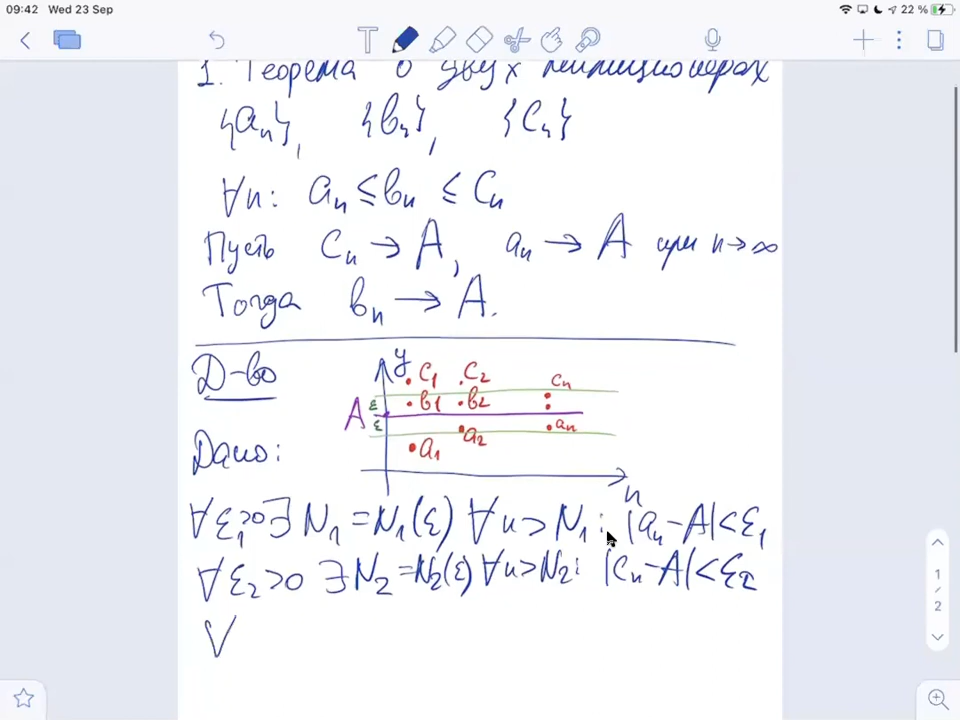 09:42 Wed 23 Sep 22 %
T
1. Теорема о двух милиционерах
{aₙ}, {bₙ}, {Cₙ}
∀n: aₙ ≤ bₙ ≤ Cₙ
Пусть Cₙ → A, aₙ → A при n→∞
Тогда bₙ → A.
Д-во
y C₁ C₂ Cₙ
A ε b₁ b₂
ε a₂ aₙ
a₁
n
Дано:
∀ε₁>0 ∃ N₁ = N₁(ε) ∀n > N₁: |aₙ-A|<ε₁
∀ε₂>0 ∃N₂ =N₂(ε) ∀n>N₂: |Cₙ-A|<ε₂
∀
1
/
2